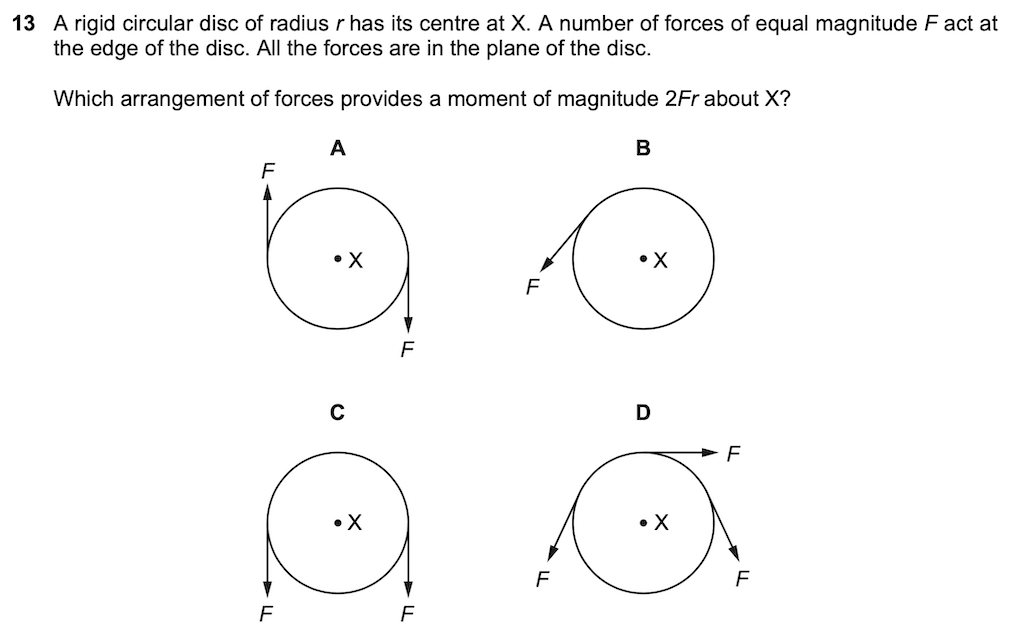 13 A rigid circular disc of radius r has its centre at X. A number of forces of equal magnitude F act at
the edge of the disc. All the forces are in the plane of the disc.
Which arrangement of forces provides a moment of magnitude 2Fr about X?
A
B
F
X
X
F
F
C
D
F
X
X
F
F
F
F